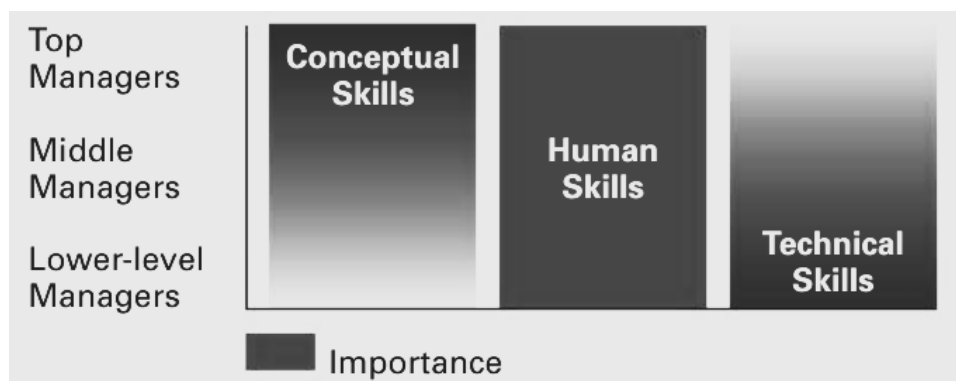 Top
Managers
Conceptual
Skills
Middle
Managers
Human
Skills
Lower-level
Managers
Technical
Skills
Importance